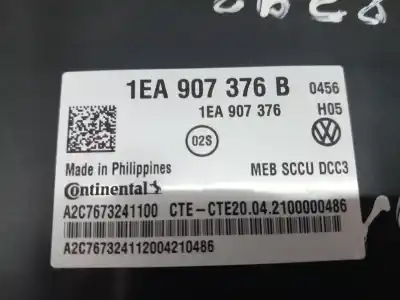 1EA 907 376 B 0456
1EA 907 376 H05
02S
Made in Philippines MEB SCCU DCC3
Continental
A2C7673241100 CTE-CTE20.04.2100000486
A2C76732411002004210486